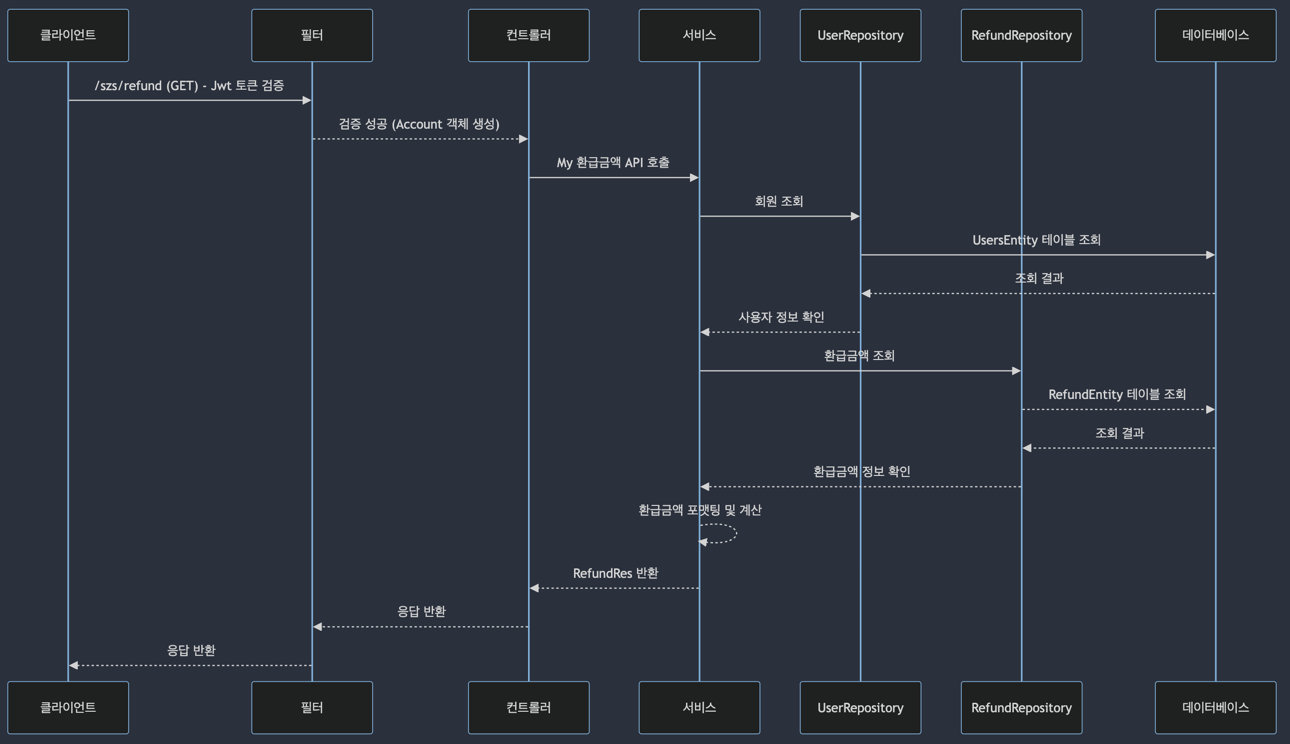 클라이언트
필터
컨트롤러
서비스
UserRepository
RefundRepository
데이터베이스
/szs/refund (GET) - Jwt 토큰 검증
검증 성공 (Account 객체 생성)
My 환급금액 API 호출
회원 조회
UsersEntity 테이블 조회
조회 결과
사용자 정보 확인
환급금액 조회
RefundEntity 테이블 조회
조회 결과
환급금액 정보 확인
환급금액 포맷팅 및 계산
RefundRes 반환
응답 반환
응답 반환
클라이언트
필터
컨트롤러
서비스
UserRepository
RefundRepository
데이터베이스